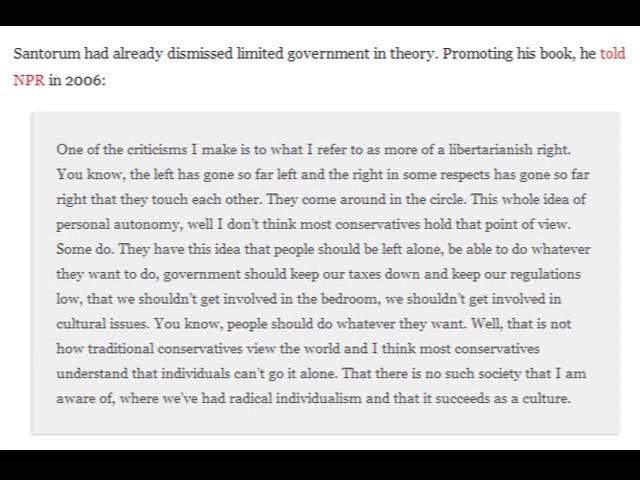 Santorum had already dismissed limited government in theory. Promoting his book, he told
NPR in 2006:
One of the criticisms I make is to what I refer to as more of a libertarianish right.
You know, the left has gone so far left and the right in some respects has gone so far
right that they touch each other. They come around in the circle. This whole idea of
personal autonomy, well I don't think most conservatives hold that point of view.
Some do. They have this idea that people should be left alone, be able to do whatever
they want to do, government should keep our taxes down and keep our regulations
low, that we shouldn't get involved in the bedroom, we shouldn't get involved in
cultural issues. You know, people should do whatever they want. Well, that is not
how traditional conservatives view the world and I think most conservatives
understand that individuals can't go it alone. That there is no such society that I am
aware of, where we've had radical individualism and that it succeeds as a culture.